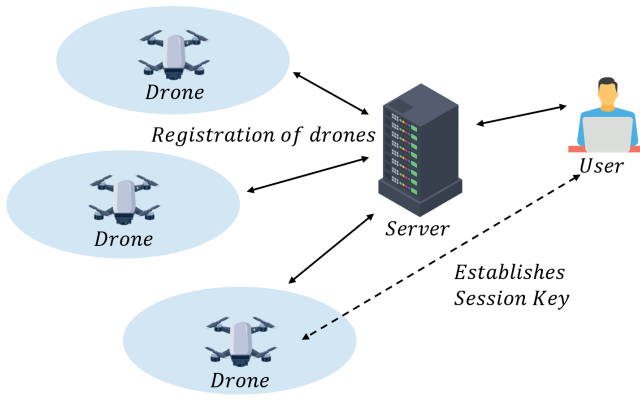 Drone
Registration of drones
User
Server
Drone
Establishes
Session Key
Drone